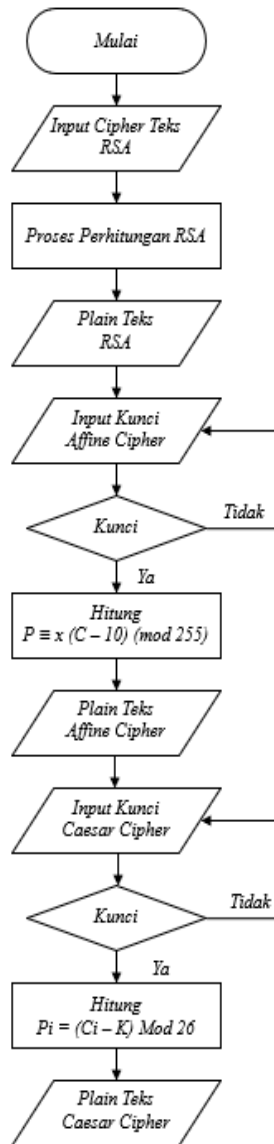 Mulai
Input Cipher Teks
RSA
Proses Perhitungan RSA
Plain Teks
RSA
Input Kunci
Affine Cipher
Kunci
Tidak
Ya
Hitung
P ≡ x (C – 10) (mod 255)
Plain Teks
Affine Cipher
Input Kunci
Caesar Cipher
Kunci
Tidak
Ya
Hitung
Pi = (Ci – K) Mod 26
Plain Teks
Caesar Cipher